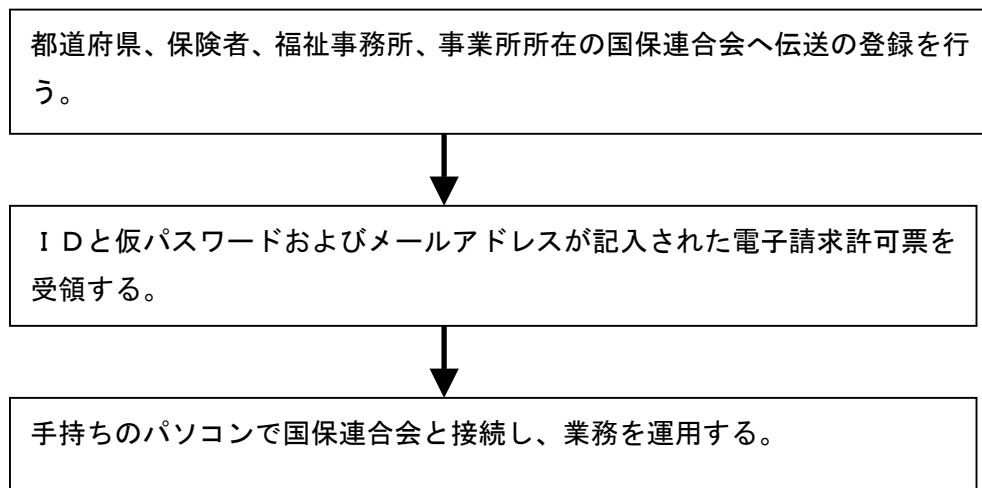 都道府県、保険者、福祉事務所、事業所所在の国保連合会へ伝送の登録を行
う。
ＩＤと仮パスワードおよびメールアドレスが記入された電子請求許可票を
受領する。
手持ちのパソコンで国保連合会と接続し、業務を運用する。